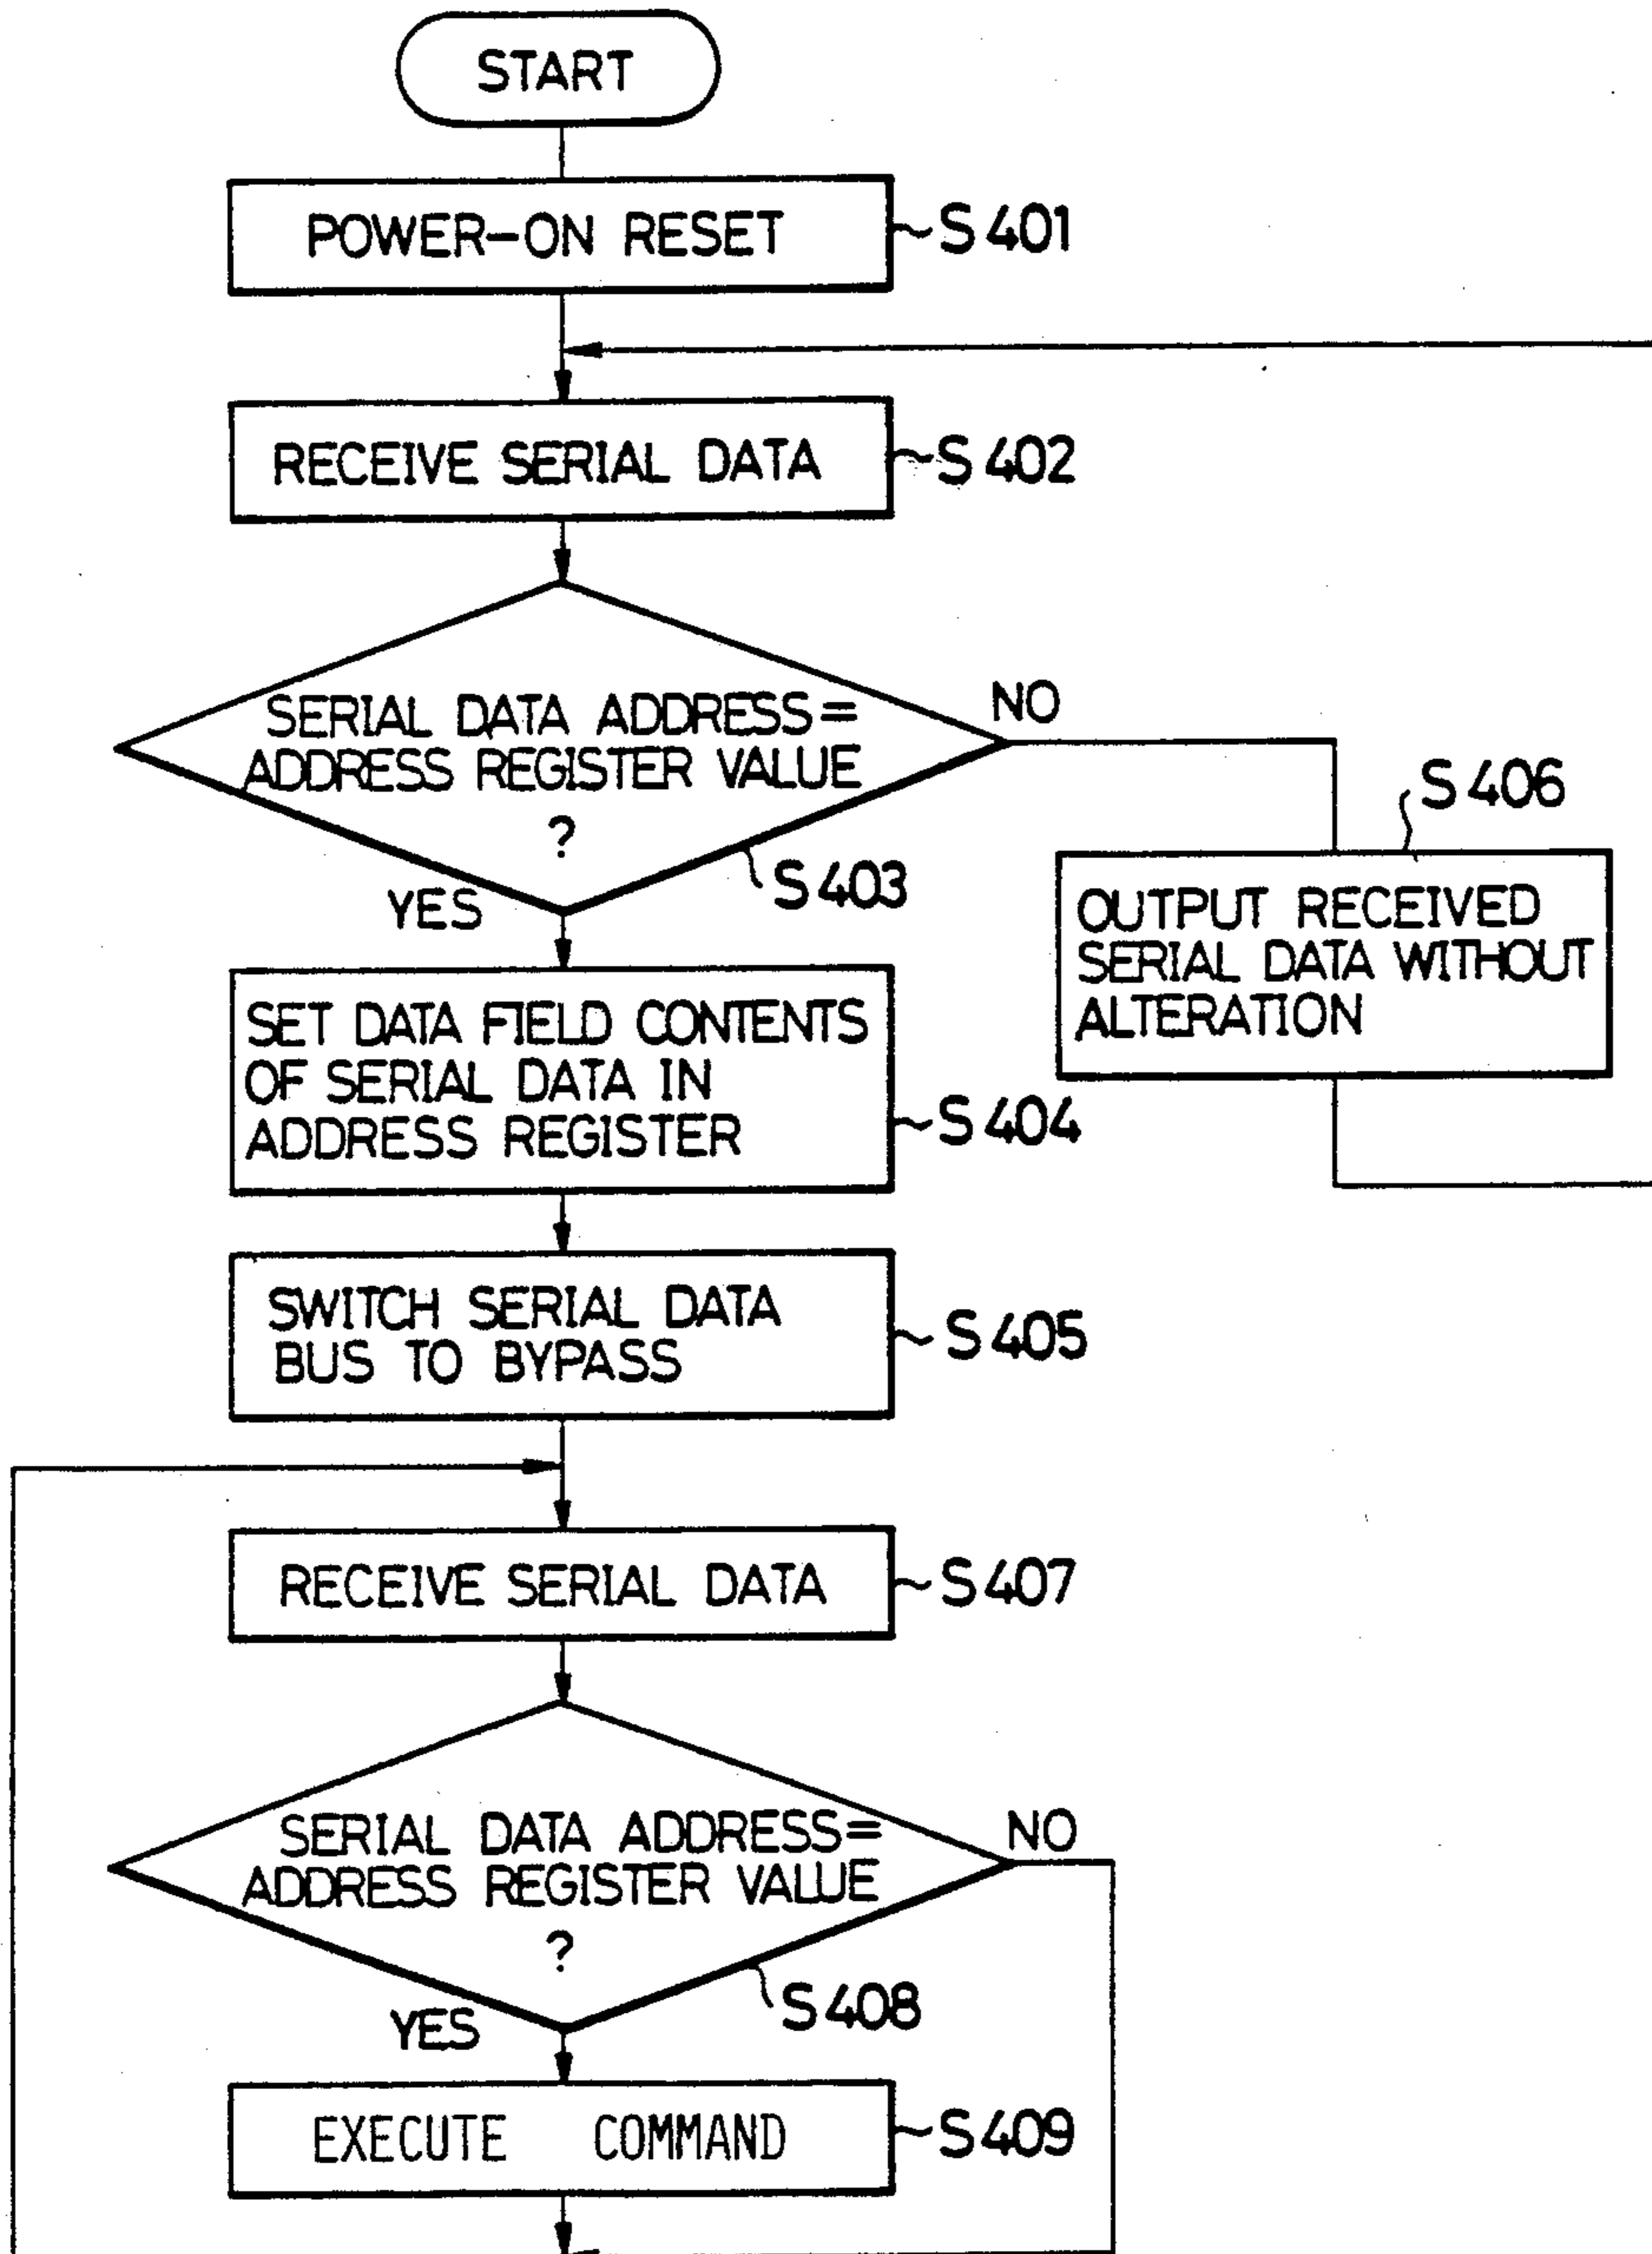 START
POWER-ON RESET
S401
RECEIVE SERIAL DATA
S402
SERIAL DATA ADDRESS=
ADDRESS REGISTER VALUE
?
NO
S403
YES
S406
OUTPUT RECEIVED
SERIAL DATA WITHOUT
ALTERATION
SET DATA FIELD CONTENTS
OF SERIAL DATA IN
ADDRESS REGISTER
S404
SWITCH SERIAL DATA
BUS TO BYPASS
S405
RECEIVE SERIAL DATA
S407
SERIAL DATA ADDRESS=
ADDRESS REGISTER VALUE
?
NO
S408
YES
EXECUTE COMMAND
S409